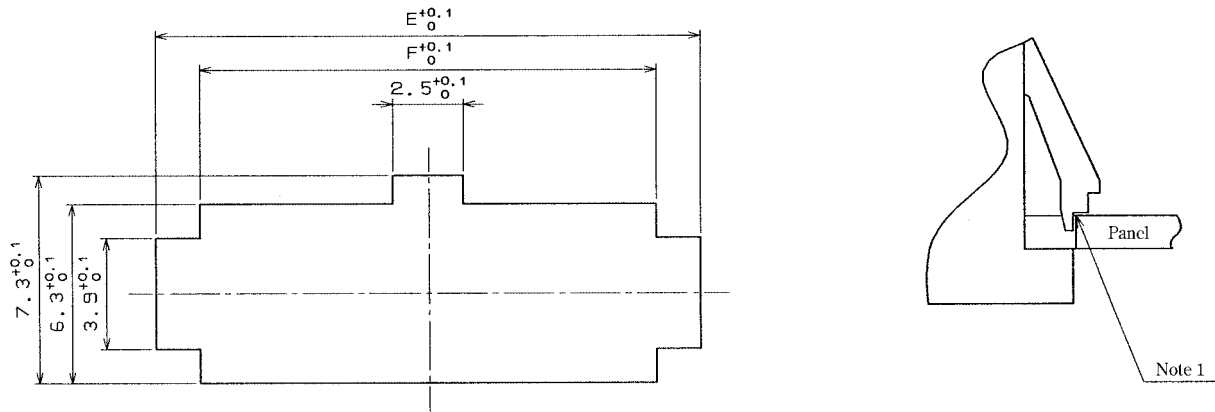 E +0.1 0
F +0.1 0
2.5 +0.1 0
7.3 +0.1 0
6.3 +0.1 0
3.9 +0.1 0
Panel
Note 1